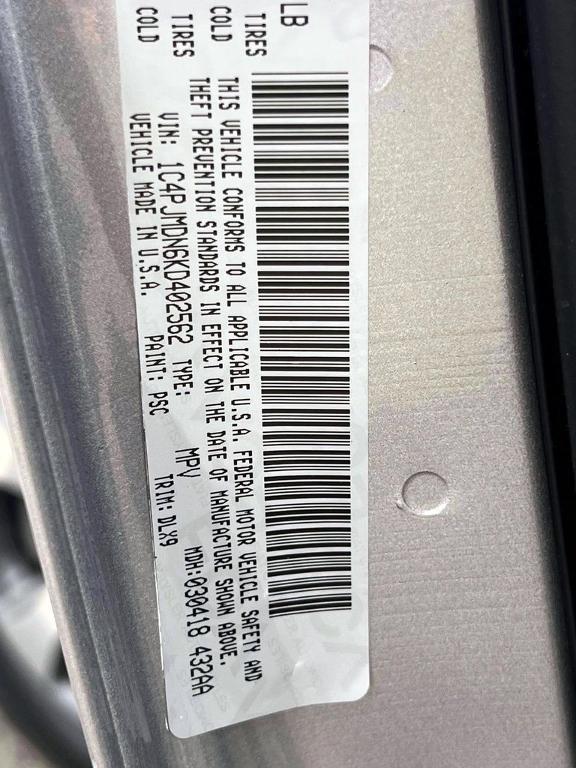 LB
TIRES COLD
TIRES COLD
THIS VEHICLE CONFORMS TO ALL APPLICABLE U.S.A. FEDERAL MOTOR VEHICLE SAFETY AND
THEFT PREVENTION STANDARDS IN EFFECT ON THE DATE OF MANUFACTURE SHOWN ABOVE.
VIN: 1C4PJMDN6KD402562 TYPE: MPV MDH:030418 432AA
VEHICLE MADE IN U.S.A. PAINT: PSC TRIM: DLX9